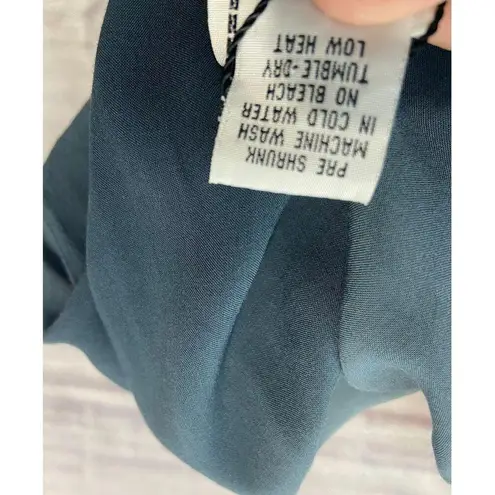 PRE SHRUNK
MACHINE WASH
IN COLD WATER
NO BLEACH
TUMBLE-DRY
LOW HEAT